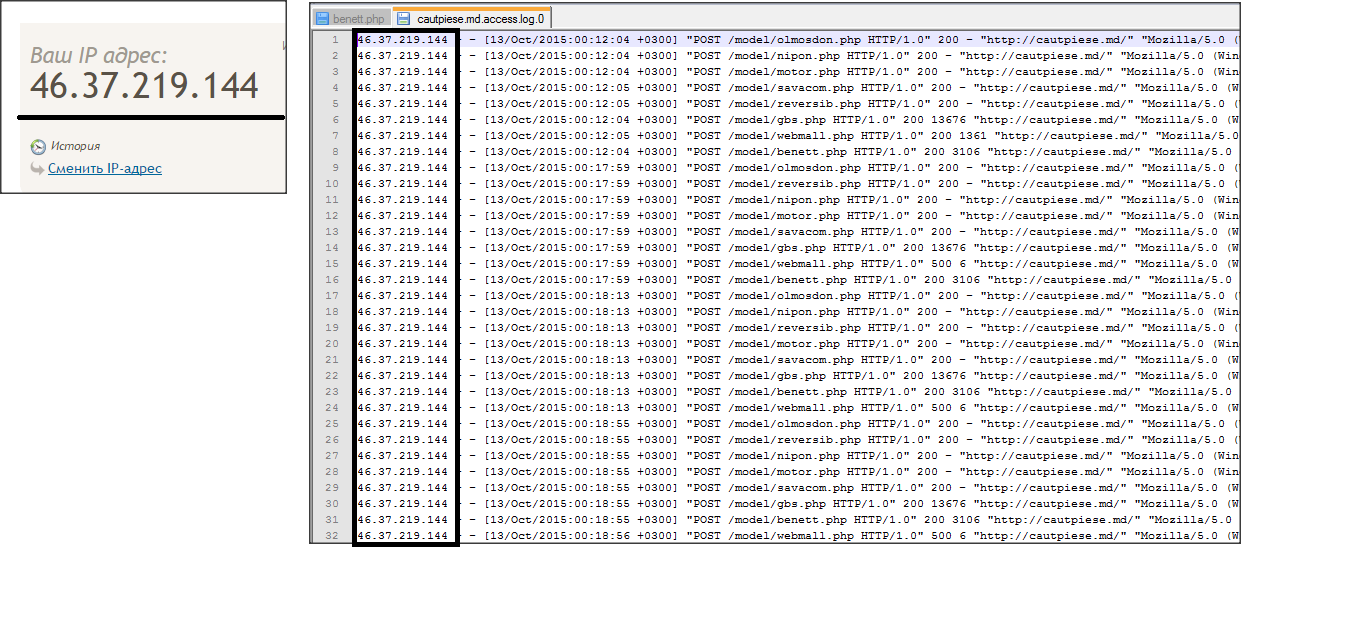 Ваш IP адрес:
46.37.219.144
История
Сменить IP-адрес
benett.php
cautpiese.md.access.log.0
1 46.37.219.144 - - [13/Oct/2015:00:12:04 +0300] "POST /model/olmosdon.php HTTP/1.0" 200 - "http://cautpiese.md/" "Mozilla/5.0 (
2 46.37.219.144 - - [13/Oct/2015:00:12:04 +0300] "POST /model/nipon.php HTTP/1.0" 200 - "http://cautpiese.md/" "Mozilla/5.0 (Win
3 46.37.219.144 - - [13/Oct/2015:00:12:04 +0300] "POST /model/motor.php HTTP/1.0" 200 - "http://cautpiese.md/" "Mozilla/5.0 (Win
4 46.37.219.144 - - [13/Oct/2015:00:12:05 +0300] "POST /model/savacom.php HTTP/1.0" 200 - "http://cautpiese.md/" "Mozilla/5.0 (W
5 46.37.219.144 - - [13/Oct/2015:00:12:05 +0300] "POST /model/reversib.php HTTP/1.0" 200 - "http://cautpiese.md/" "Mozilla/5.0 (
6 46.37.219.144 - - [13/Oct/2015:00:12:04 +0300] "POST /model/gbs.php HTTP/1.0" 200 13676 "http://cautpiese.md/" "Mozilla/5.0 (W
7 46.37.219.144 - - [13/Oct/2015:00:12:05 +0300] "POST /model/webmall.php HTTP/1.0" 200 1361 "http://cautpiese.md/" "Mozilla/5.0
8 46.37.219.144 - - [13/Oct/2015:00:12:04 +0300] "POST /model/benett.php HTTP/1.0" 200 3106 "http://cautpiese.md/" "Mozilla/5.0
9 46.37.219.144 - - [13/Oct/2015:00:17:59 +0300] "POST /model/olmosdon.php HTTP/1.0" 200 - "http://cautpiese.md/" "Mozilla/5.0 (
10 46.37.219.144 - - [13/Oct/2015:00:17:59 +0300] "POST /model/reversib.php HTTP/1.0" 200 - "http://cautpiese.md/" "Mozilla/5.0 (
11 46.37.219.144 - - [13/Oct/2015:00:17:59 +0300] "POST /model/nipon.php HTTP/1.0" 200 - "http://cautpiese.md/" "Mozilla/5.0 (Win
12 46.37.219.144 - - [13/Oct/2015:00:17:59 +0300] "POST /model/motor.php HTTP/1.0" 200 - "http://cautpiese.md/" "Mozilla/5.0 (Win
13 46.37.219.144 - - [13/Oct/2015:00:17:59 +0300] "POST /model/savacom.php HTTP/1.0" 200 - "http://cautpiese.md/" "Mozilla/5.0 (W
14 46.37.219.144 - - [13/Oct/2015:00:17:59 +0300] "POST /model/gbs.php HTTP/1.0" 200 13676 "http://cautpiese.md/" "Mozilla/5.0 (W
15 46.37.219.144 - - [13/Oct/2015:00:17:59 +0300] "POST /model/webmall.php HTTP/1.0" 500 6 "http://cautpiese.md/" "Mozilla/5.0 (W
16 46.37.219.144 - - [13/Oct/2015:00:17:59 +0300] "POST /model/benett.php HTTP/1.0" 200 3106 "http://cautpiese.md/" "Mozilla/5.0
17 46.37.219.144 - - [13/Oct/2015:00:18:13 +0300] "POST /model/olmosdon.php HTTP/1.0" 200 - "http://cautpiese.md/" "Mozilla/5.0 (
18 46.37.219.144 - - [13/Oct/2015:00:18:13 +0300] "POST /model/nipon.php HTTP/1.0" 200 - "http://cautpiese.md/" "Mozilla/5.0 (Win
19 46.37.219.144 - - [13/Oct/2015:00:18:13 +0300] "POST /model/reversib.php HTTP/1.0" 200 - "http://cautpiese.md/" "Mozilla/5.0 (
20 46.37.219.144 - - [13/Oct/2015:00:18:13 +0300] "POST /model/motor.php HTTP/1.0" 200 - "http://cautpiese.md/" "Mozilla/5.0 (Win
21 46.37.219.144 - - [13/Oct/2015:00:18:13 +0300] "POST /model/savacom.php HTTP/1.0" 200 - "http://cautpiese.md/" "Mozilla/5.0 (W
22 46.37.219.144 - - [13/Oct/2015:00:18:13 +0300] "POST /model/gbs.php HTTP/1.0" 200 13676 "http://cautpiese.md/" "Mozilla/5.0 (W
23 46.37.219.144 - - [13/Oct/2015:00:18:13 +0300] "POST /model/benett.php HTTP/1.0" 200 3106 "http://cautpiese.md/" "Mozilla/5.0
24 46.37.219.144 - - [13/Oct/2015:00:18:13 +0300] "POST /model/webmall.php HTTP/1.0" 500 6 "http://cautpiese.md/" "Mozilla/5.0 (W
25 46.37.219.144 - - [13/Oct/2015:00:18:55 +0300] "POST /model/olmosdon.php HTTP/1.0" 200 - "http://cautpiese.md/" "Mozilla/5.0 (
26 46.37.219.144 - - [13/Oct/2015:00:18:55 +0300] "POST /model/reversib.php HTTP/1.0" 200 - "http://cautpiese.md/" "Mozilla/5.0 (
27 46.37.219.144 - - [13/Oct/2015:00:18:55 +0300] "POST /model/nipon.php HTTP/1.0" 200 - "http://cautpiese.md/" "Mozilla/5.0 (Win
28 46.37.219.144 - - [13/Oct/2015:00:18:55 +0300] "POST /model/motor.php HTTP/1.0" 200 - "http://cautpiese.md/" "Mozilla/5.0 (Win
29 46.37.219.144 - - [13/Oct/2015:00:18:55 +0300] "POST /model/savacom.php HTTP/1.0" 200 - "http://cautpiese.md/" "Mozilla/5.0 (W
30 46.37.219.144 - - [13/Oct/2015:00:18:55 +0300] "POST /model/gbs.php HTTP/1.0" 200 13676 "http://cautpiese.md/" "Mozilla/5.0 (W
31 46.37.219.144 - - [13/Oct/2015:00:18:55 +0300] "POST /model/benett.php HTTP/1.0" 200 3106 "http://cautpiese.md/" "Mozilla/5.0
32 46.37.219.144 - - [13/Oct/2015:00:18:56 +0300] "POST /model/webmall.php HTTP/1.0" 500 6 "http://cautpiese.md/" "Mozilla/5.0 (W